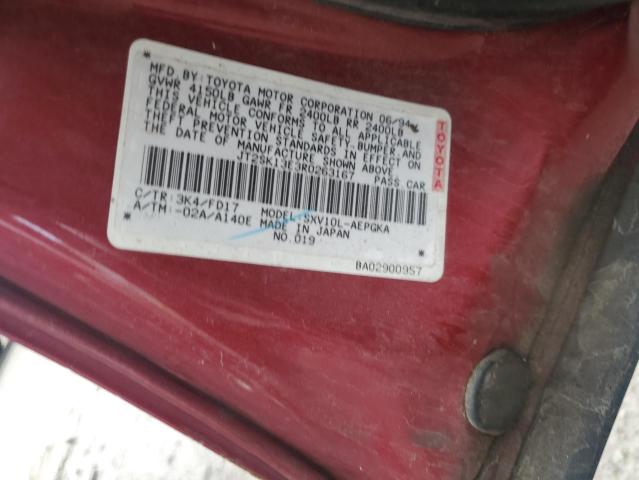 MFD.BY:TOYOTA MOTOR CORPORATION 06/94
GVWR 4150LB GAWR FR 2400LB RR 2400LB
THIS VEHICLE CONFORMS TO ALL APPLICABLE
FEDERAL MOTOR VEHICLE SAFETY,BUMPER AND
THEFT PREVENTION STANDARDS IN EFFECT ON
THE DATE OF MANUFACTURE SHOWN ABOVE.
JT2SK13E3R0263167 PASS.CAR
TOYOTA
C/TR:3K4/FD17 MODEL:SXV10L-AEPGKA
A/TM:-02A/A140E MADE IN JAPAN
NO.019
BA02900957